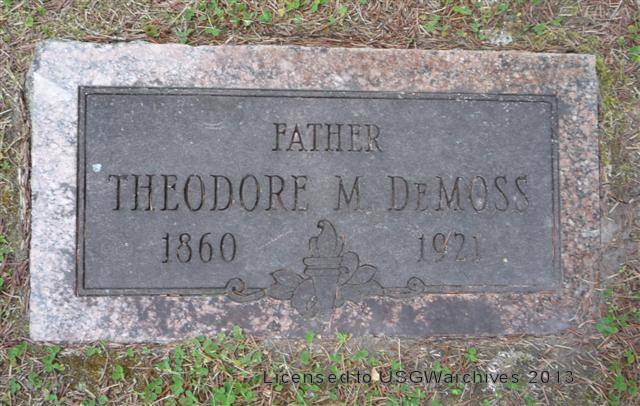 FATHER
THEODORE M. DEMOSS
1860 1921
Licensed to USGWarchives 2013